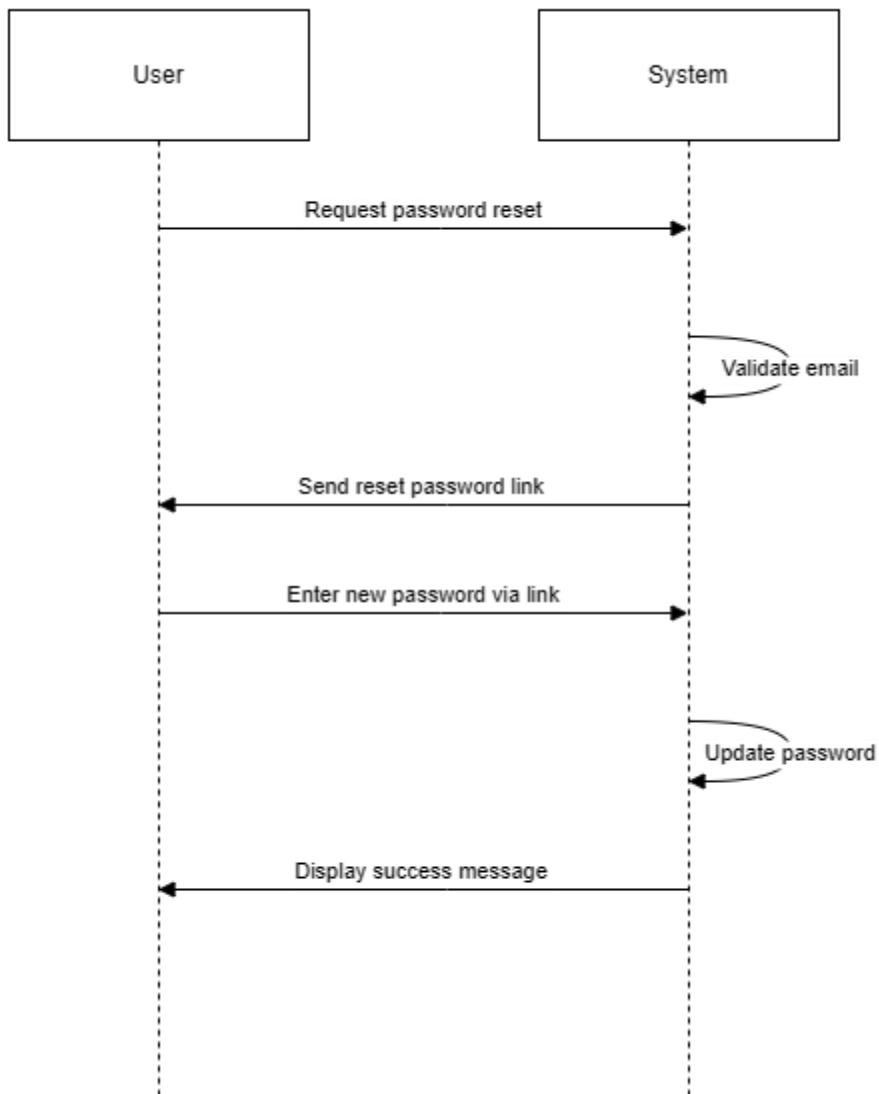 User
System
Request password reset
Validate email
Send reset password link
Enter new password via link
Update password
Display success message